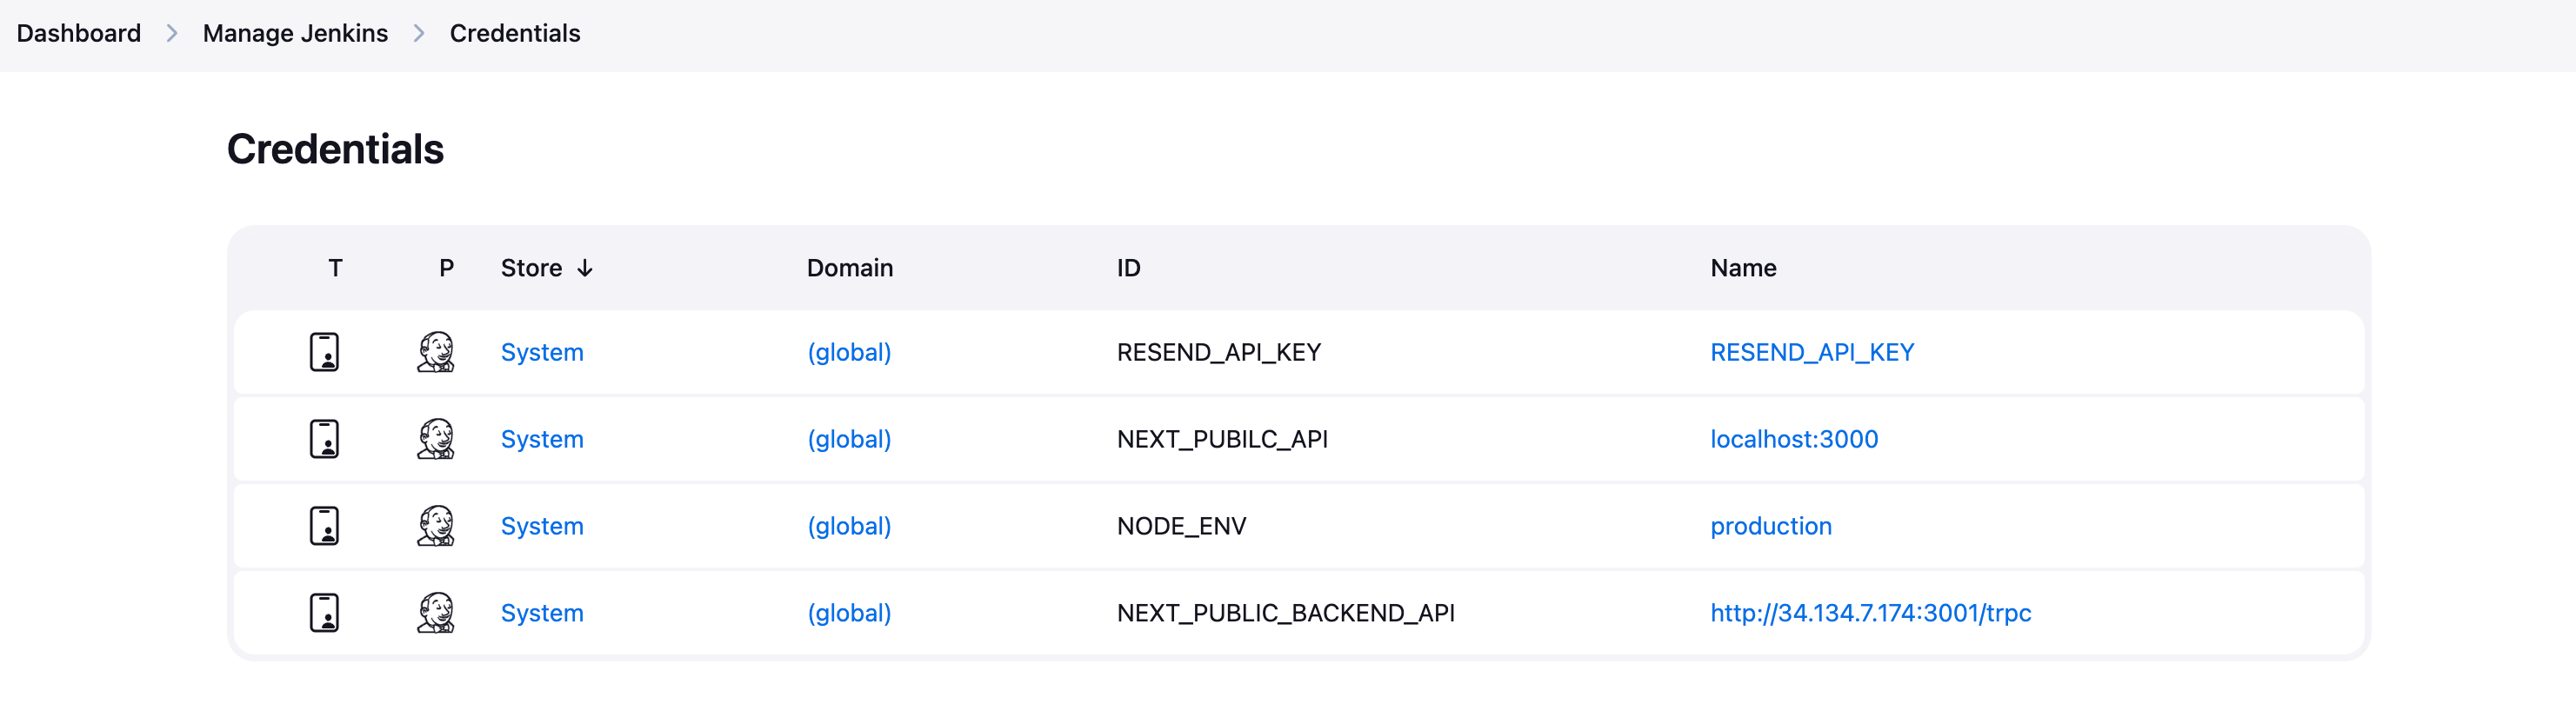 Dashboard > Manage Jenkins > Credentials
Credentials
T P Store ↓ Domain ID Name
System (global) RESEND_API_KEY RESEND_API_KEY
System (global) NEXT_PUBILC_API localhost:3000
System (global) NODE_ENV production
System (global) NEXT_PUBLIC_BACKEND_API http://34.134.7.174:3001/trpc